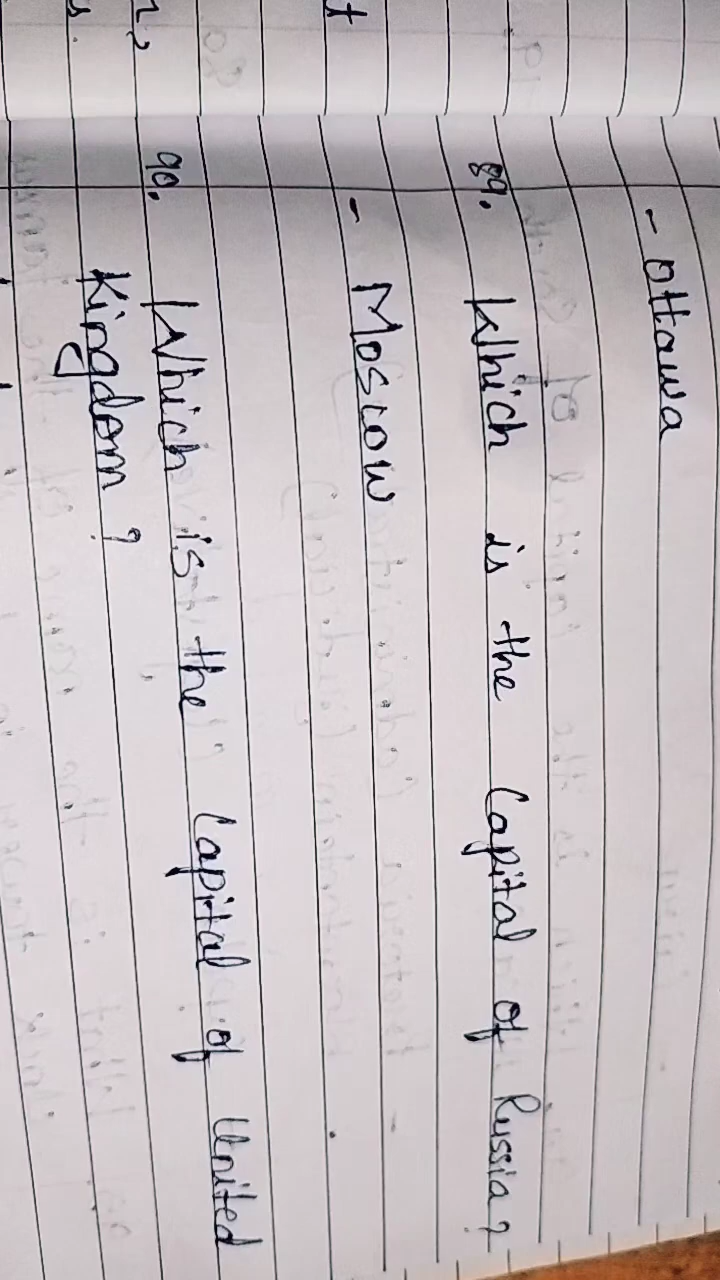 - Ottawa
89. Which is the Capital of Russia?
- Moscow
90. Which is the Capital of United
Kingdom?